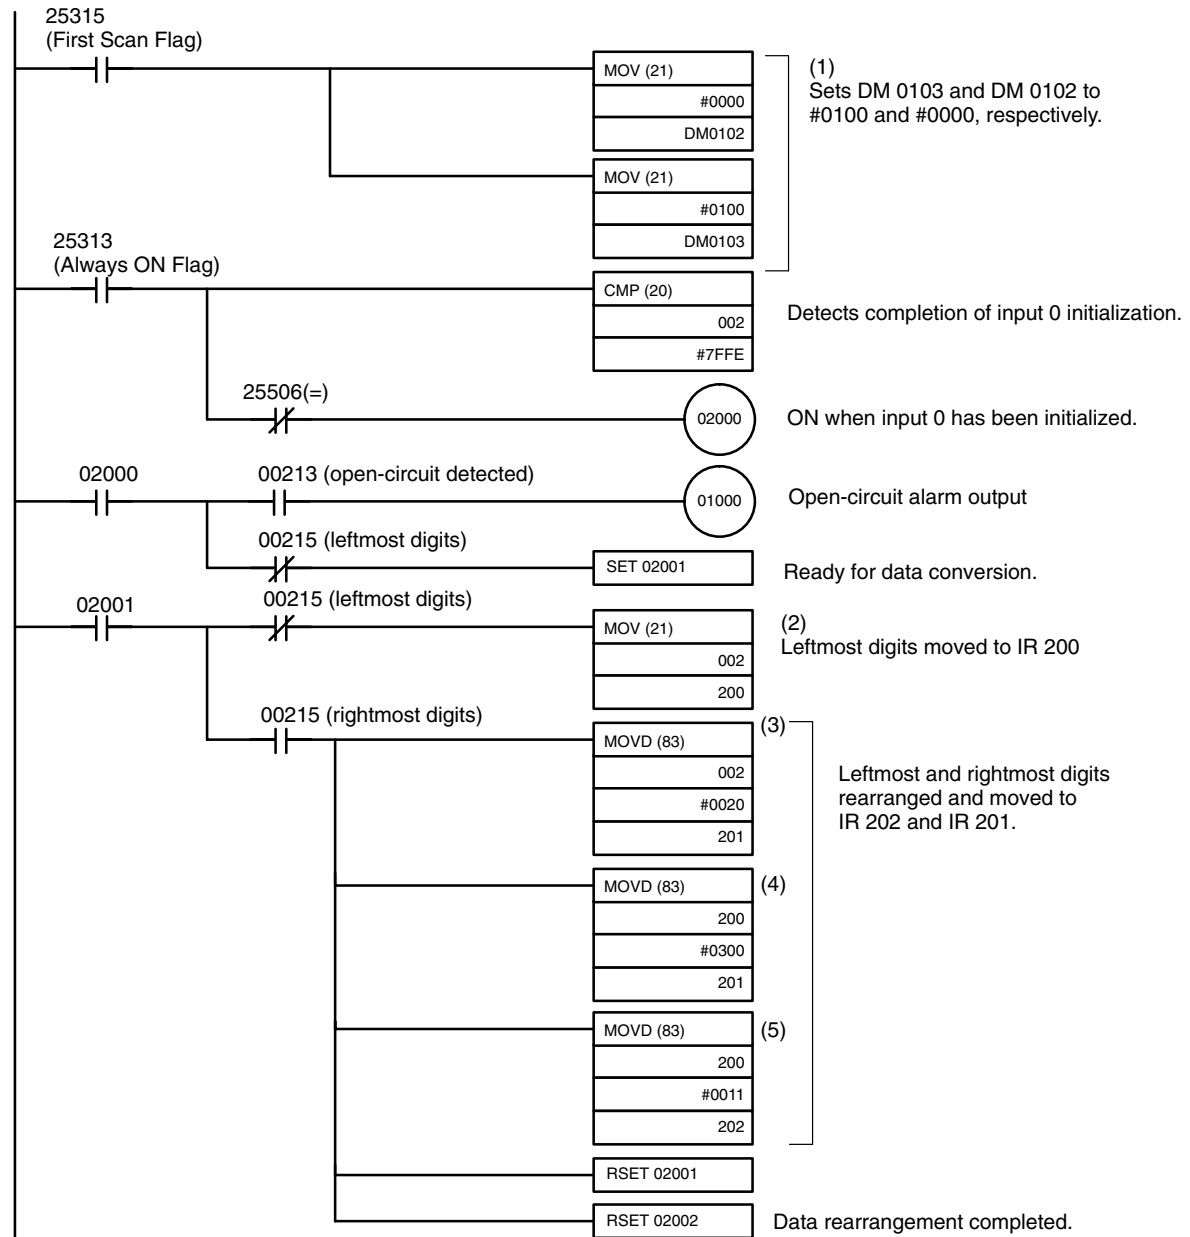 25315
(First Scan Flag)
MOV (21)
#0000
DM0102
(1)
Sets DM 0103 and DM 0102 to
#0100 and #0000, respectively.
MOV (21)
#0100
DM0103
25313
(Always ON Flag)
CMP (20)
002
#7FFE
Detects completion of input 0 initialization.
25506(=)
02000
ON when input 0 has been initialized.
02000
00213 (open-circuit detected)
01000
Open-circuit alarm output
00215 (leftmost digits)
SET 02001
Ready for data conversion.
02001
00215 (leftmost digits)
MOV (21)
002
200
(2)
Leftmost digits moved to IR 200
00215 (rightmost digits)
MOVD (83)
002
#0020
201
(3)
Leftmost and rightmost digits
rearranged and moved to
IR 202 and IR 201.
MOVD (83)
200
#0300
201
(4)
MOVD (83)
200
#0011
202
(5)
RSET 02001
RSET 02002
Data rearrangement completed.